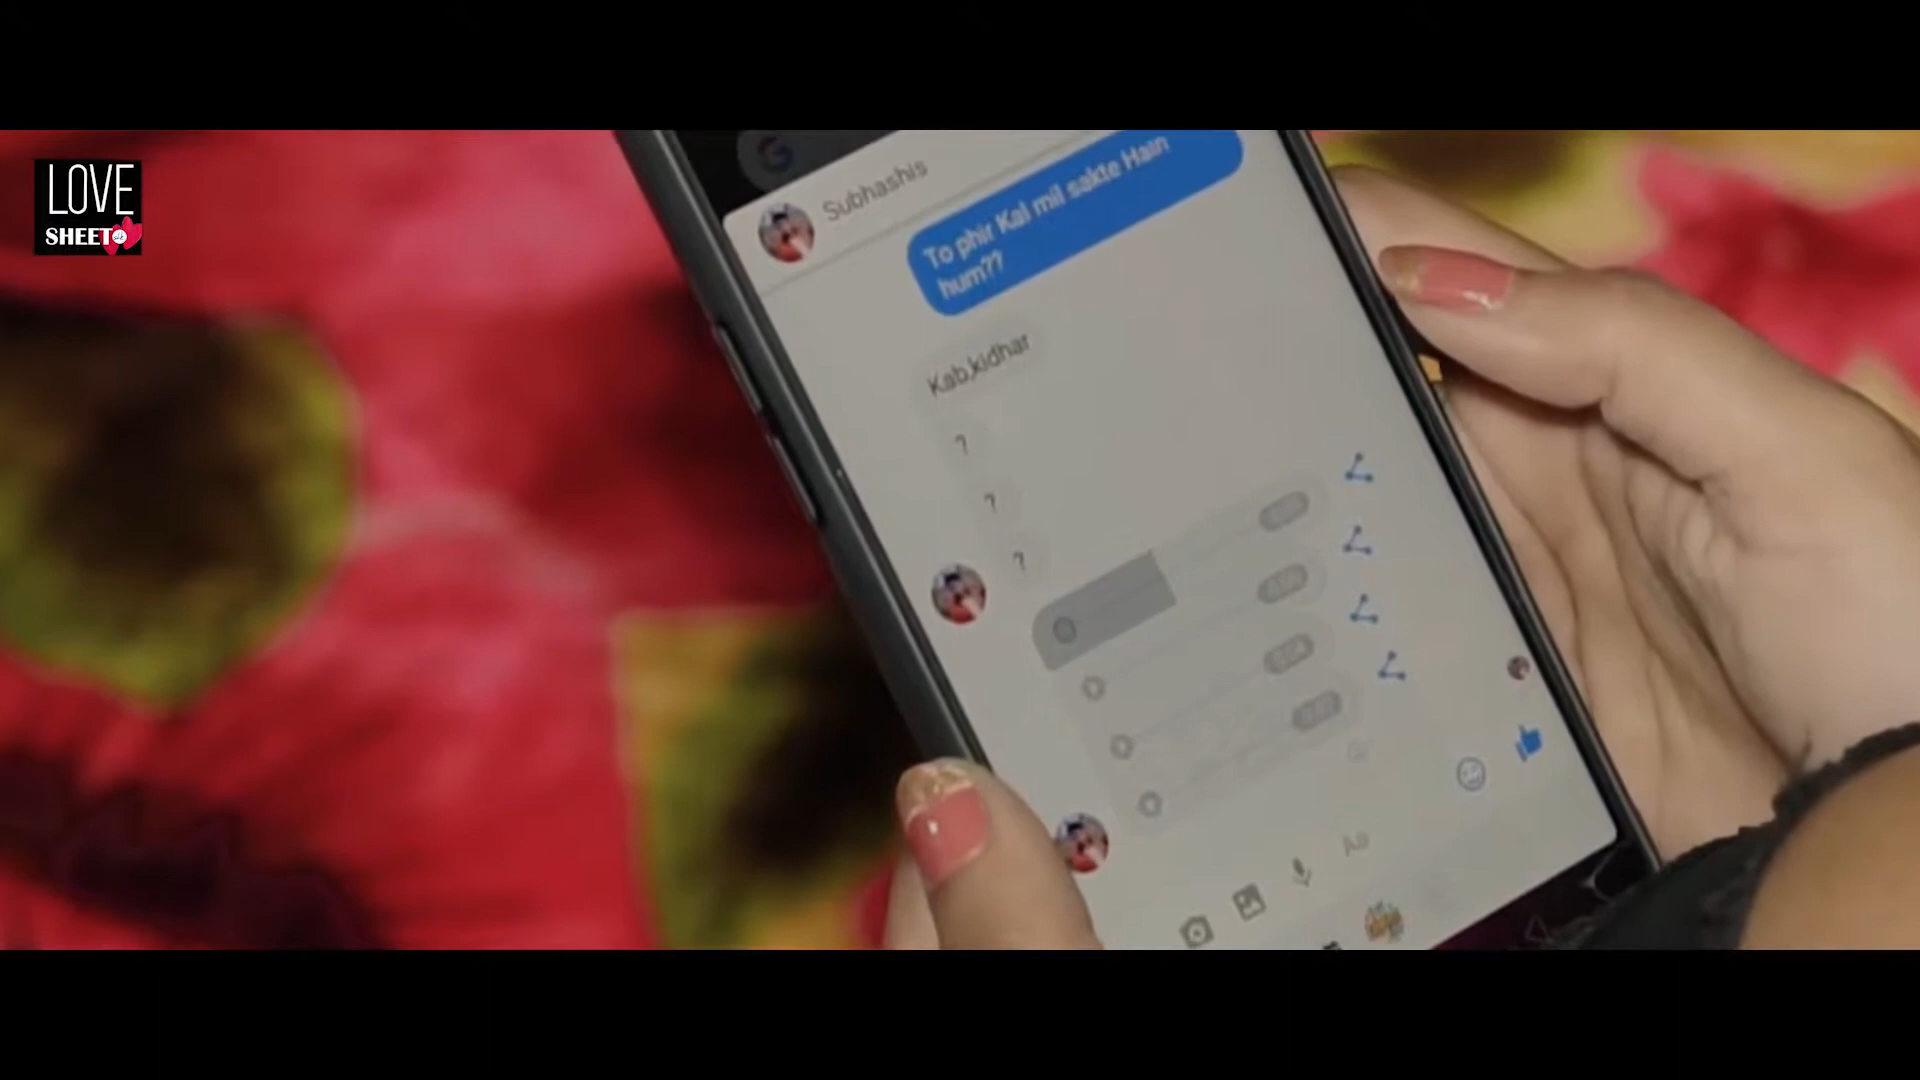 LOVE
SHEET
Subhashis
To phir Kal mil sakte Hain
hum??
Kab,kidhar
?
?
?
Aa